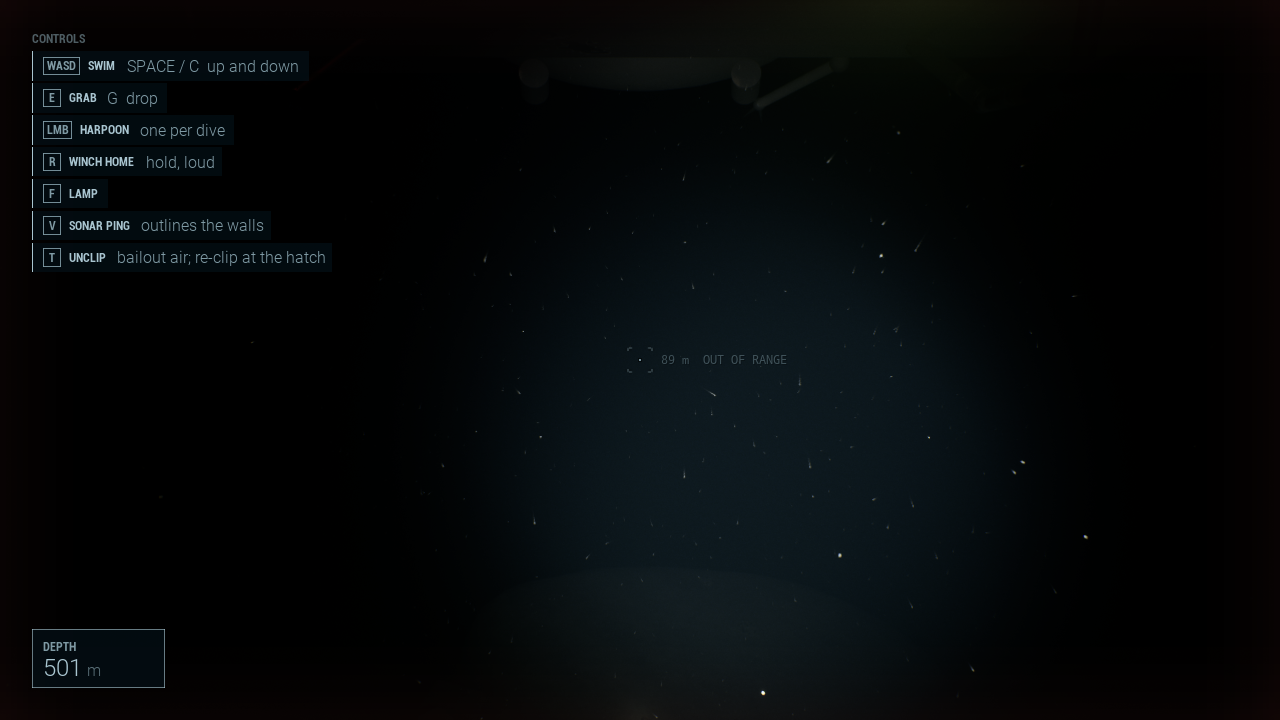 CONTROLS
WASD SWIM SPACE / C up and down
E GRAB G drop
LMB HARPOON one per dive
R WINCH HOME hold, loud
F LAMP
V SONAR PING outlines the walls
T UNCLIP bailout air; re-clip at the hatch
89 m OUT OF RANGE
DEPTH
501 m